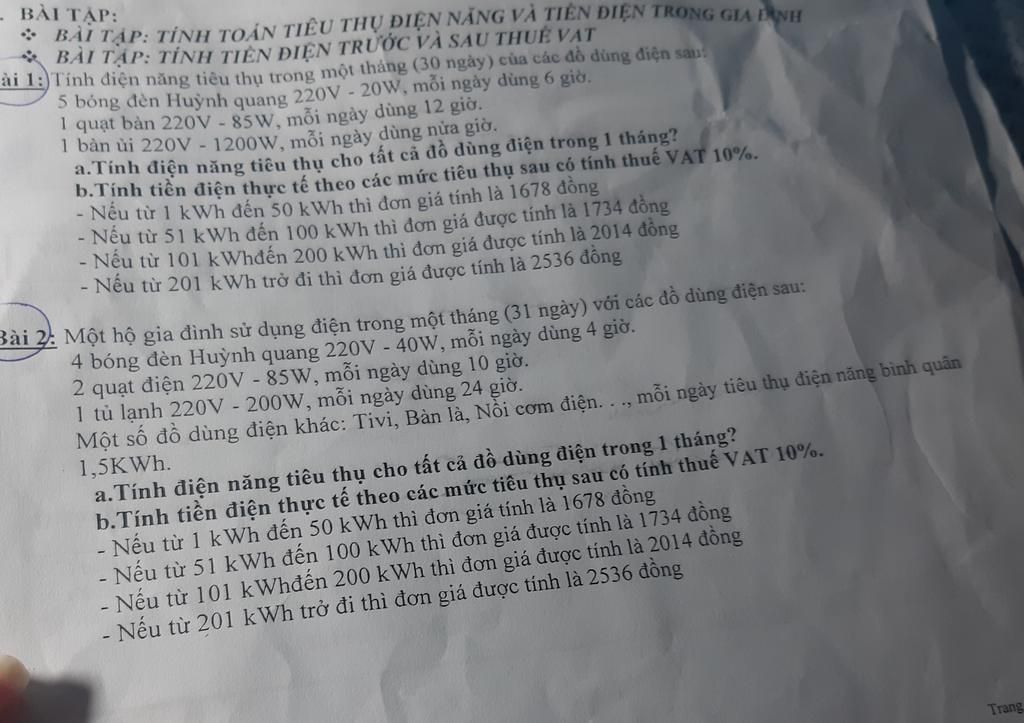 . BÀI TẬP:
❖ BÀI TẬP: TÍNH TOÁN TIÊU THỤ ĐIỆN NĂNG VÀ TIỀN ĐIỆN TRONG GIA ĐÌNH
❖ BÀI TẬP: TÍNH TIỀN ĐIỆN TRƯỚC VÀ SAU THUẾ VAT
ài 1: Tính điện năng tiêu thụ trong một tháng (30 ngày) của các đồ dùng điện sau:
5 bóng đèn Huỳnh quang 220V - 20W, mỗi ngày dùng 6 giờ.
1 quạt bàn 220V - 85W, mỗi ngày dùng 12 giờ.
1 bàn ủi 220V - 1200W, mỗi ngày dùng nửa giờ.
a.Tính điện năng tiêu thụ cho tất cả đồ dùng điện trong 1 tháng?
b.Tính tiền điện thực tế theo các mức tiêu thụ sau có tính thuế VAT 10%.
- Nếu từ 1 kWh đến 50 kWh thì đơn giá tính là 1678 đồng
- Nếu từ 51 kWh đến 100 kWh thì đơn giá được tính là 1734 đồng
- Nếu từ 101 kWhđến 200 kWh thì đơn giá được tính là 2014 đồng
- Nếu từ 201 kWh trở đi thì đơn giá được tính là 2536 đồng
Bài 2: Một hộ gia đình sử dụng điện trong một tháng (31 ngày) với các đồ dùng điện sau:
4 bóng đèn Huỳnh quang 220V - 40W, mỗi ngày dùng 4 giờ.
2 quạt điện 220V - 85W, mỗi ngày dùng 10 giờ.
1 tủ lạnh 220V - 200W, mỗi ngày dùng 24 giờ.
Một số đồ dùng điện khác: Tivi, Bàn là, Nồi cơm điện. . ., mỗi ngày tiêu thụ điện năng bình quân
1,5KWh.
a.Tính điện năng tiêu thụ cho tất cả đồ dùng điện trong 1 tháng?
b.Tính tiền điện thực tế theo các mức tiêu thụ sau có tính thuế VAT 10%.
- Nếu từ 1 kWh đến 50 kWh thì đơn giá tính là 1678 đồng
- Nếu từ 51 kWh đến 100 kWh thì đơn giá được tính là 1734 đồng
- Nếu từ 101 kWhđến 200 kWh thì đơn giá được tính là 2014 đồng
- Nếu từ 201 kWh trở đi thì đơn giá được tính là 2536 đồng
Trang